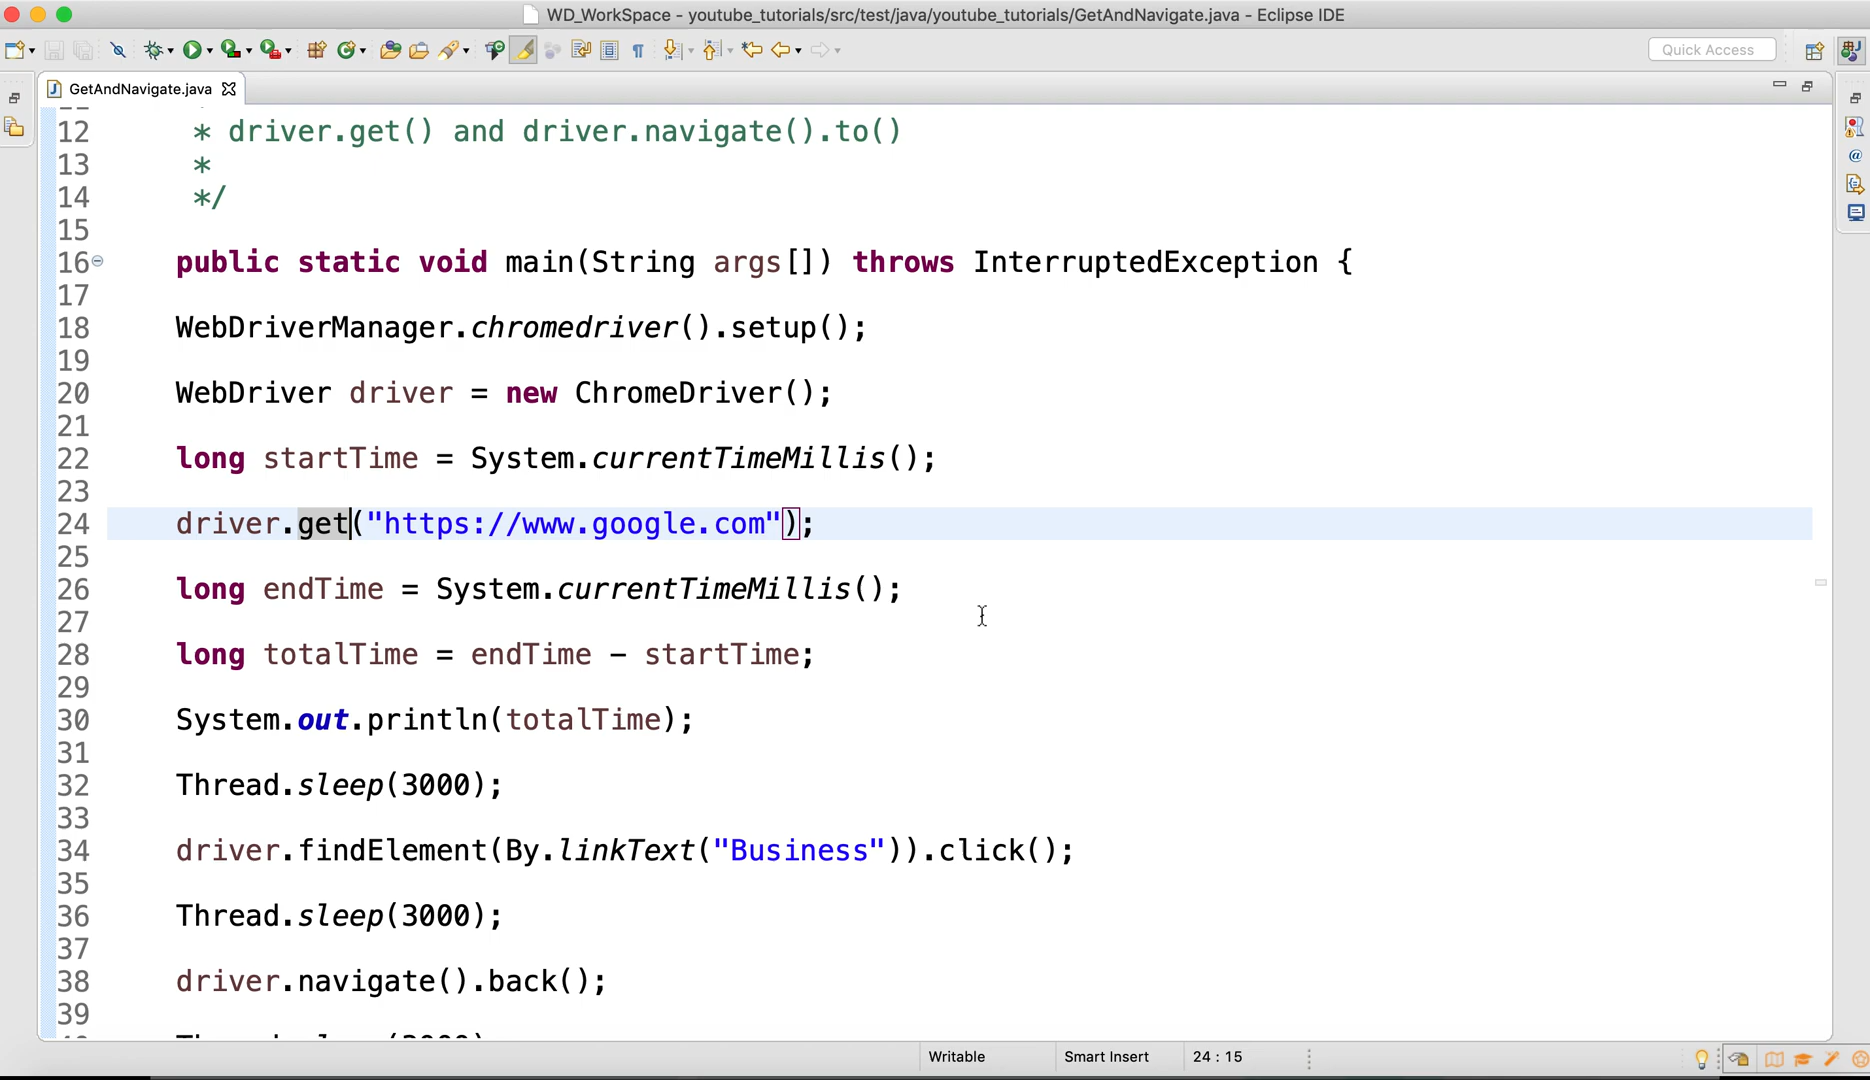 WD_WorkSpace - youtube_tutorials/src/test/java/youtube_tutorials/GetAndNavigate.java - Eclipse IDE
Quick Access
GetAndNavigate.java
12 * driver.get() and driver.navigate().to()
13 *
14 */
15
16 public static void main(String args[]) throws InterruptedException {
17
18 WebDriverManager.chromedriver().setup();
19
20 WebDriver driver = new ChromeDriver();
21
22 long startTime = System.currentTimeMillis();
23
24 driver.get("https://www.google.com");
25
26 long endTime = System.currentTimeMillis();
27
28 long totalTime = endTime - startTime;
29
30 System.out.println(totalTime);
31
32 Thread.sleep(3000);
33
34 driver.findElement(By.linkText("Business")).click();
35
36 Thread.sleep(3000);
37
38 driver.navigate().back();
39
Writable Smart Insert 24 : 15